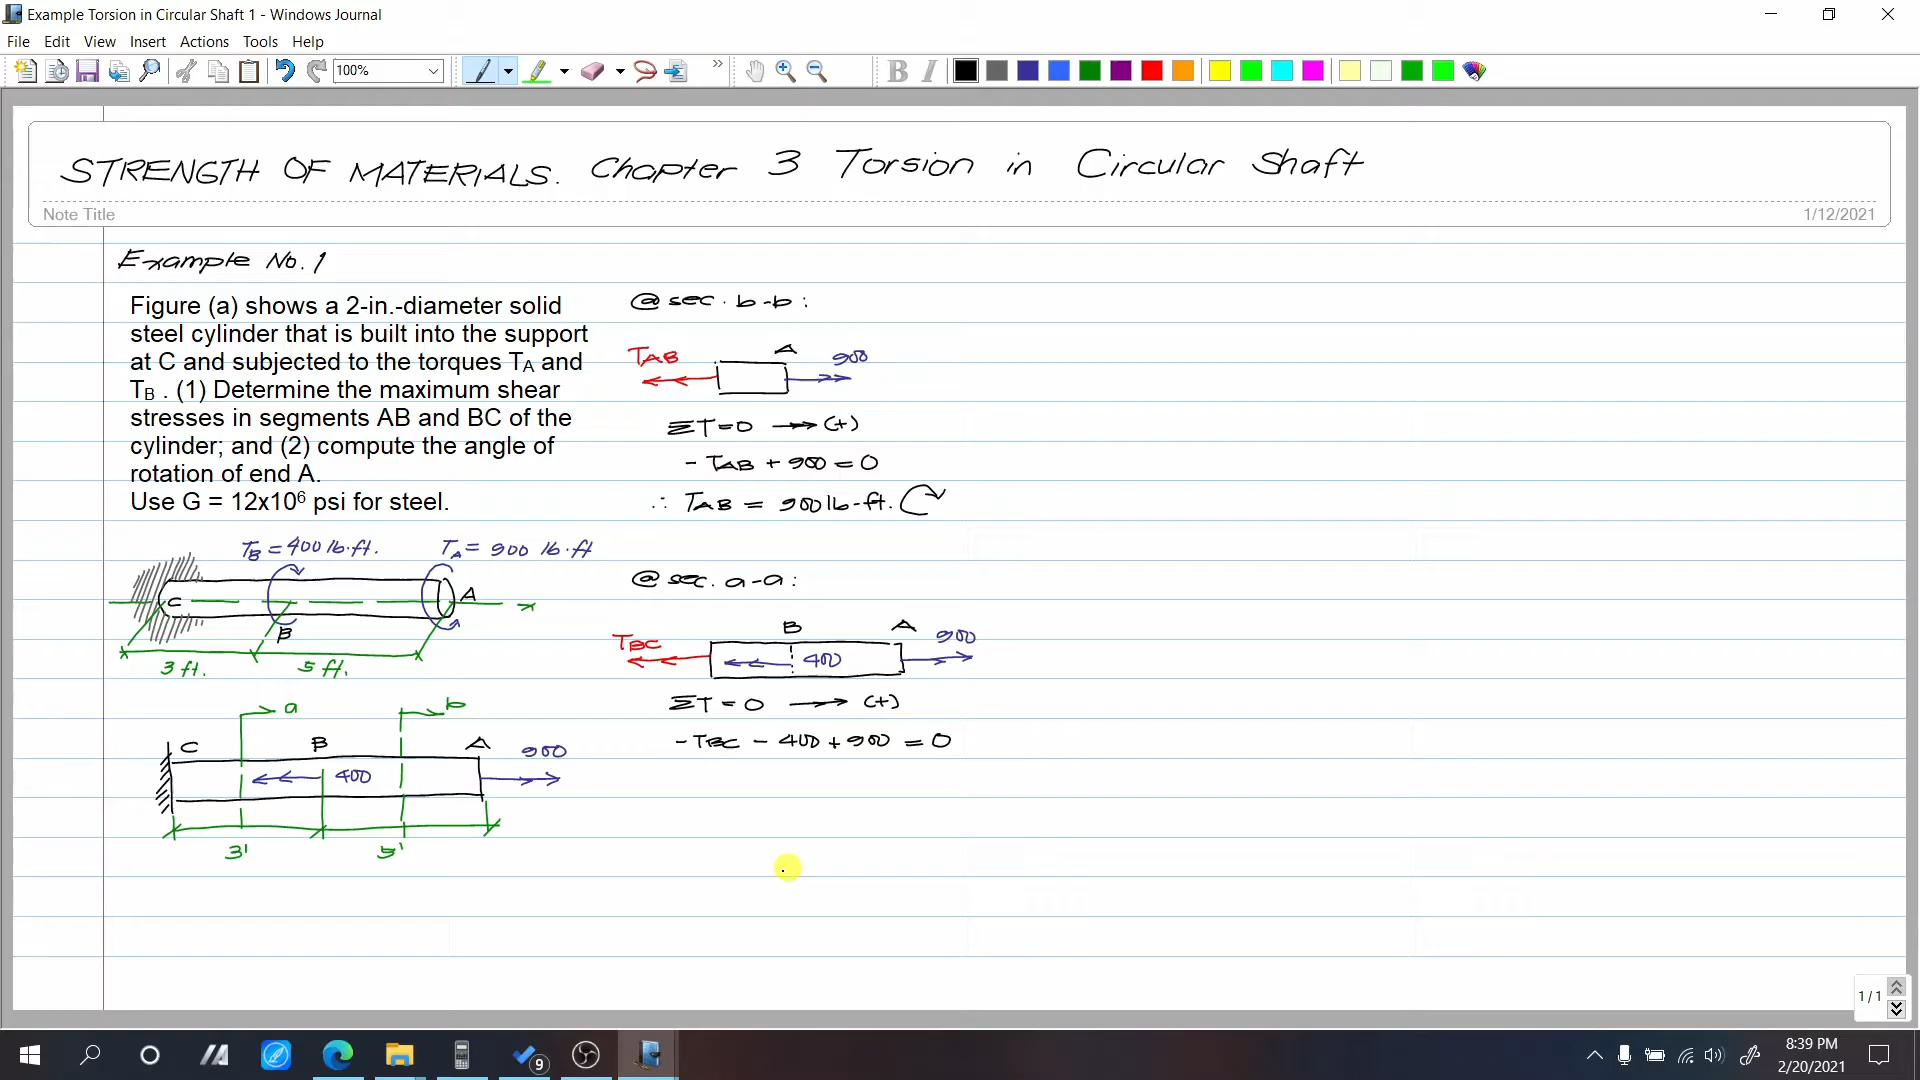 Example Torsion in Circular Shaft 1 - Windows Journal
File Edit View Insert Actions Tools Help
100%
B I
STRENGTH OF MATERIALS. Chapter 3 Torsion in Circular Shaft
Note Title
1/12/2021
Example No. 1
Figure (a) shows a 2-in.-diameter solid
steel cylinder that is built into the support
at C and subjected to the torques TA and
TB . (1) Determine the maximum shear
stresses in segments AB and BC of the
cylinder; and (2) compute the angle of
rotation of end A.
Use G = 12x10⁶ psi for steel.
TB = 400 lb·ft. TA = 900 lb·ft
C A x
B
3 ft. 5 ft.
a b
C B A 900
400
3' 5'
@ sec. b-b:
TAB A 900
ΣT=0 →→ (+)
- TAB + 900 = 0
∴ TAB = 900 lb-ft.
@ sec. a-a:
TBC B A 900
400
ΣT = 0 →→ (+)
-TBC - 400 + 900 = 0
1 / 1
9
8:39 PM
2/20/2021